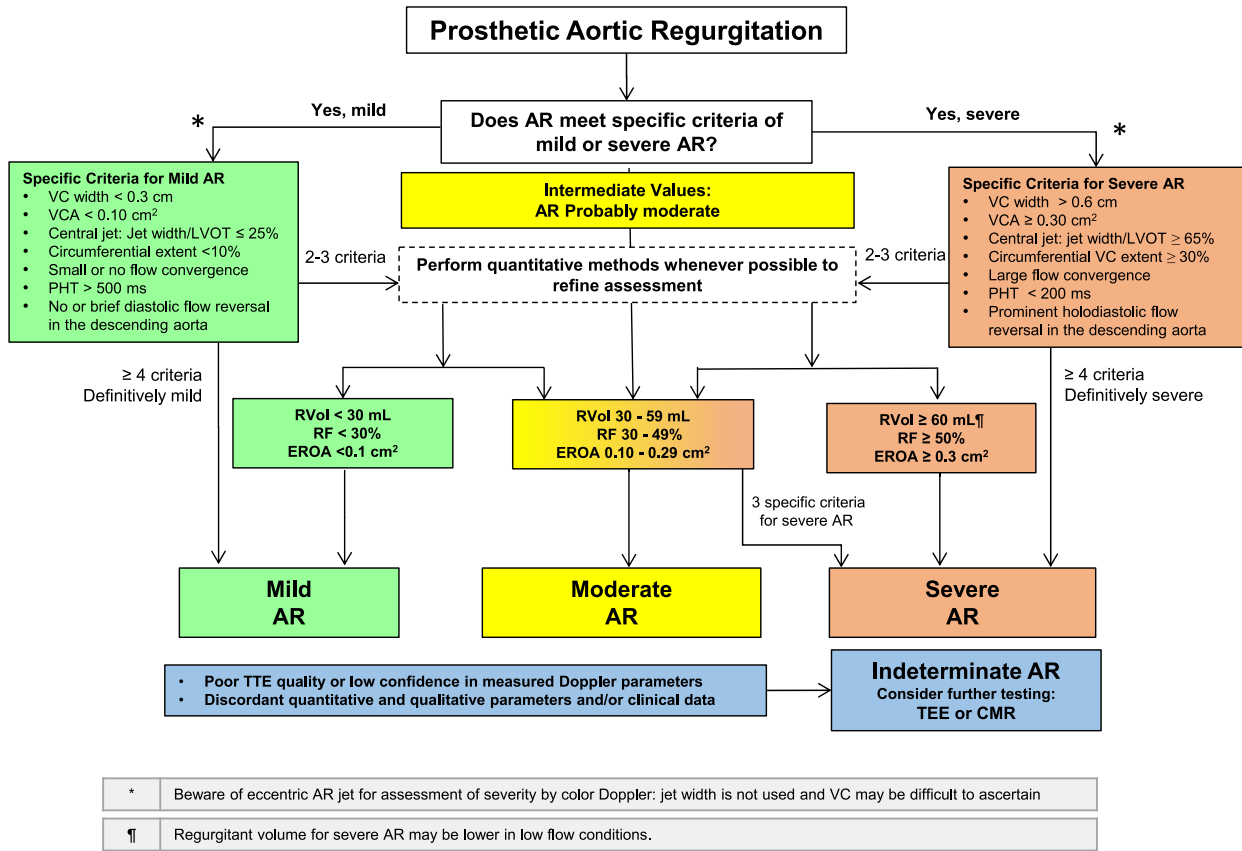 Prosthetic Aortic Regurgitation
Yes, mild
Does AR meet specific criteria of
mild or severe AR?
Yes, severe
*
*
Specific Criteria for Mild AR
• VC width < 0.3 cm
• VCA < 0.10 cm²
• Central jet: Jet width/LVOT ≤ 25%
• Circumferential extent <10%
• Small or no flow convergence
• PHT > 500 ms
• No or brief diastolic flow reversal
in the descending aorta
Intermediate Values:
AR Probably moderate
Specific Criteria for Severe AR
• VC width > 0.6 cm
• VCA ≥ 0.30 cm²
• Central jet: jet width/LVOT ≥ 65%
• Circumferential VC extent ≥ 30%
• Large flow convergence
• PHT < 200 ms
• Prominent holodiastolic flow
reversal in the descending aorta
2-3 criteria
Perform quantitative methods whenever possible to
refine assessment
2-3 criteria
≥ 4 criteria
Definitively mild
≥ 4 criteria
Definitively severe
RVol < 30 mL
RF < 30%
EROA <0.1 cm²
RVol 30 - 59 mL
RF 30 - 49%
EROA 0.10 - 0.29 cm²
RVol ≥ 60 mL¶
RF ≥ 50%
EROA ≥ 0.3 cm²
3 specific criteria
for severe AR
Mild
AR
Moderate
AR
Severe
AR
• Poor TTE quality or low confidence in measured Doppler parameters
• Discordant quantitative and qualitative parameters and/or clinical data
Indeterminate AR
Consider further testing:
TEE or CMR
* Beware of eccentric AR jet for assessment of severity by color Doppler: jet width is not used and VC may be difficult to ascertain
¶ Regurgitant volume for severe AR may be lower in low flow conditions.